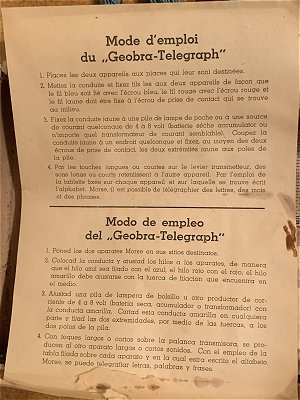 Mode d'emploi
du „Geobra-Telegraph"
1. Placez les deux appareils aux places qui leur sont destinées.
2. Mettez la conduite et fixez fils les aux deux appareils de façon que
le fil bleu soit lié avec l'écrou bleu, le fil rouge avec l'écrou rouge et
le fil jaune doit être fixé à l'écrou de prise de contact qui se trouve
au milieu.
3. Fixez la conduite jaune à une pile de lampe de poche ou à une source
de courant quelconque de 4 à 8 volt (batterie sèche accumulator ou
n'importe quel transformateur de courant semblable). Coupez la
conduite jaune à un endroit quelconque et fixez, au moyen des deux
écrous de prise de contact, les deux extrémités jaune aux poles de
la pile.
4. Par les touches longues ou courtes sur le levier transmetteur, des
sons longs ou courts retentissent à l'autre appareil. Par l'emploi de
la tablette fixée sur chaque appareil et sur laquelle se trouve écrit
l'alphabet Morse, il est possible de télégraphier des lettres, des mots
et des phrases.
Modo de empleo
del „Geobra-Telegraph"
1. Poned los dos aparatos Morse en sus sitios destinados.
2. Colocad la conducta y ajustad los hilos a los aparatos, de manera
que el hilo azul sea fijado con el azul, el hilo rojo con el rojo, el hilo
amarillo debe ajustarse con la tuerca de fijacion que se encuentra en
el medio.
3. Ajustad una pila de lampera de bolsillo u otro productor de cor-
riente de 4 a 8 volt (bateria seca, acumulador o transformador) con
la conducta amarilla. Cortad esta conducta amarilla en cualquiera
parte y fijad las dos extremidades, por medio de las tuercas, a los
dos polos de la pila.
4. Con toques largos o cortos sobre la palanca transmisora, se pro-
ducen al otro aparato largos o cortos sonidos. Con el empleo de la
tabla fijada sobre cada aparato y en la cual esta escrito el alfabeto
Morse, se puede telegrafiar letras, palabras y frases.